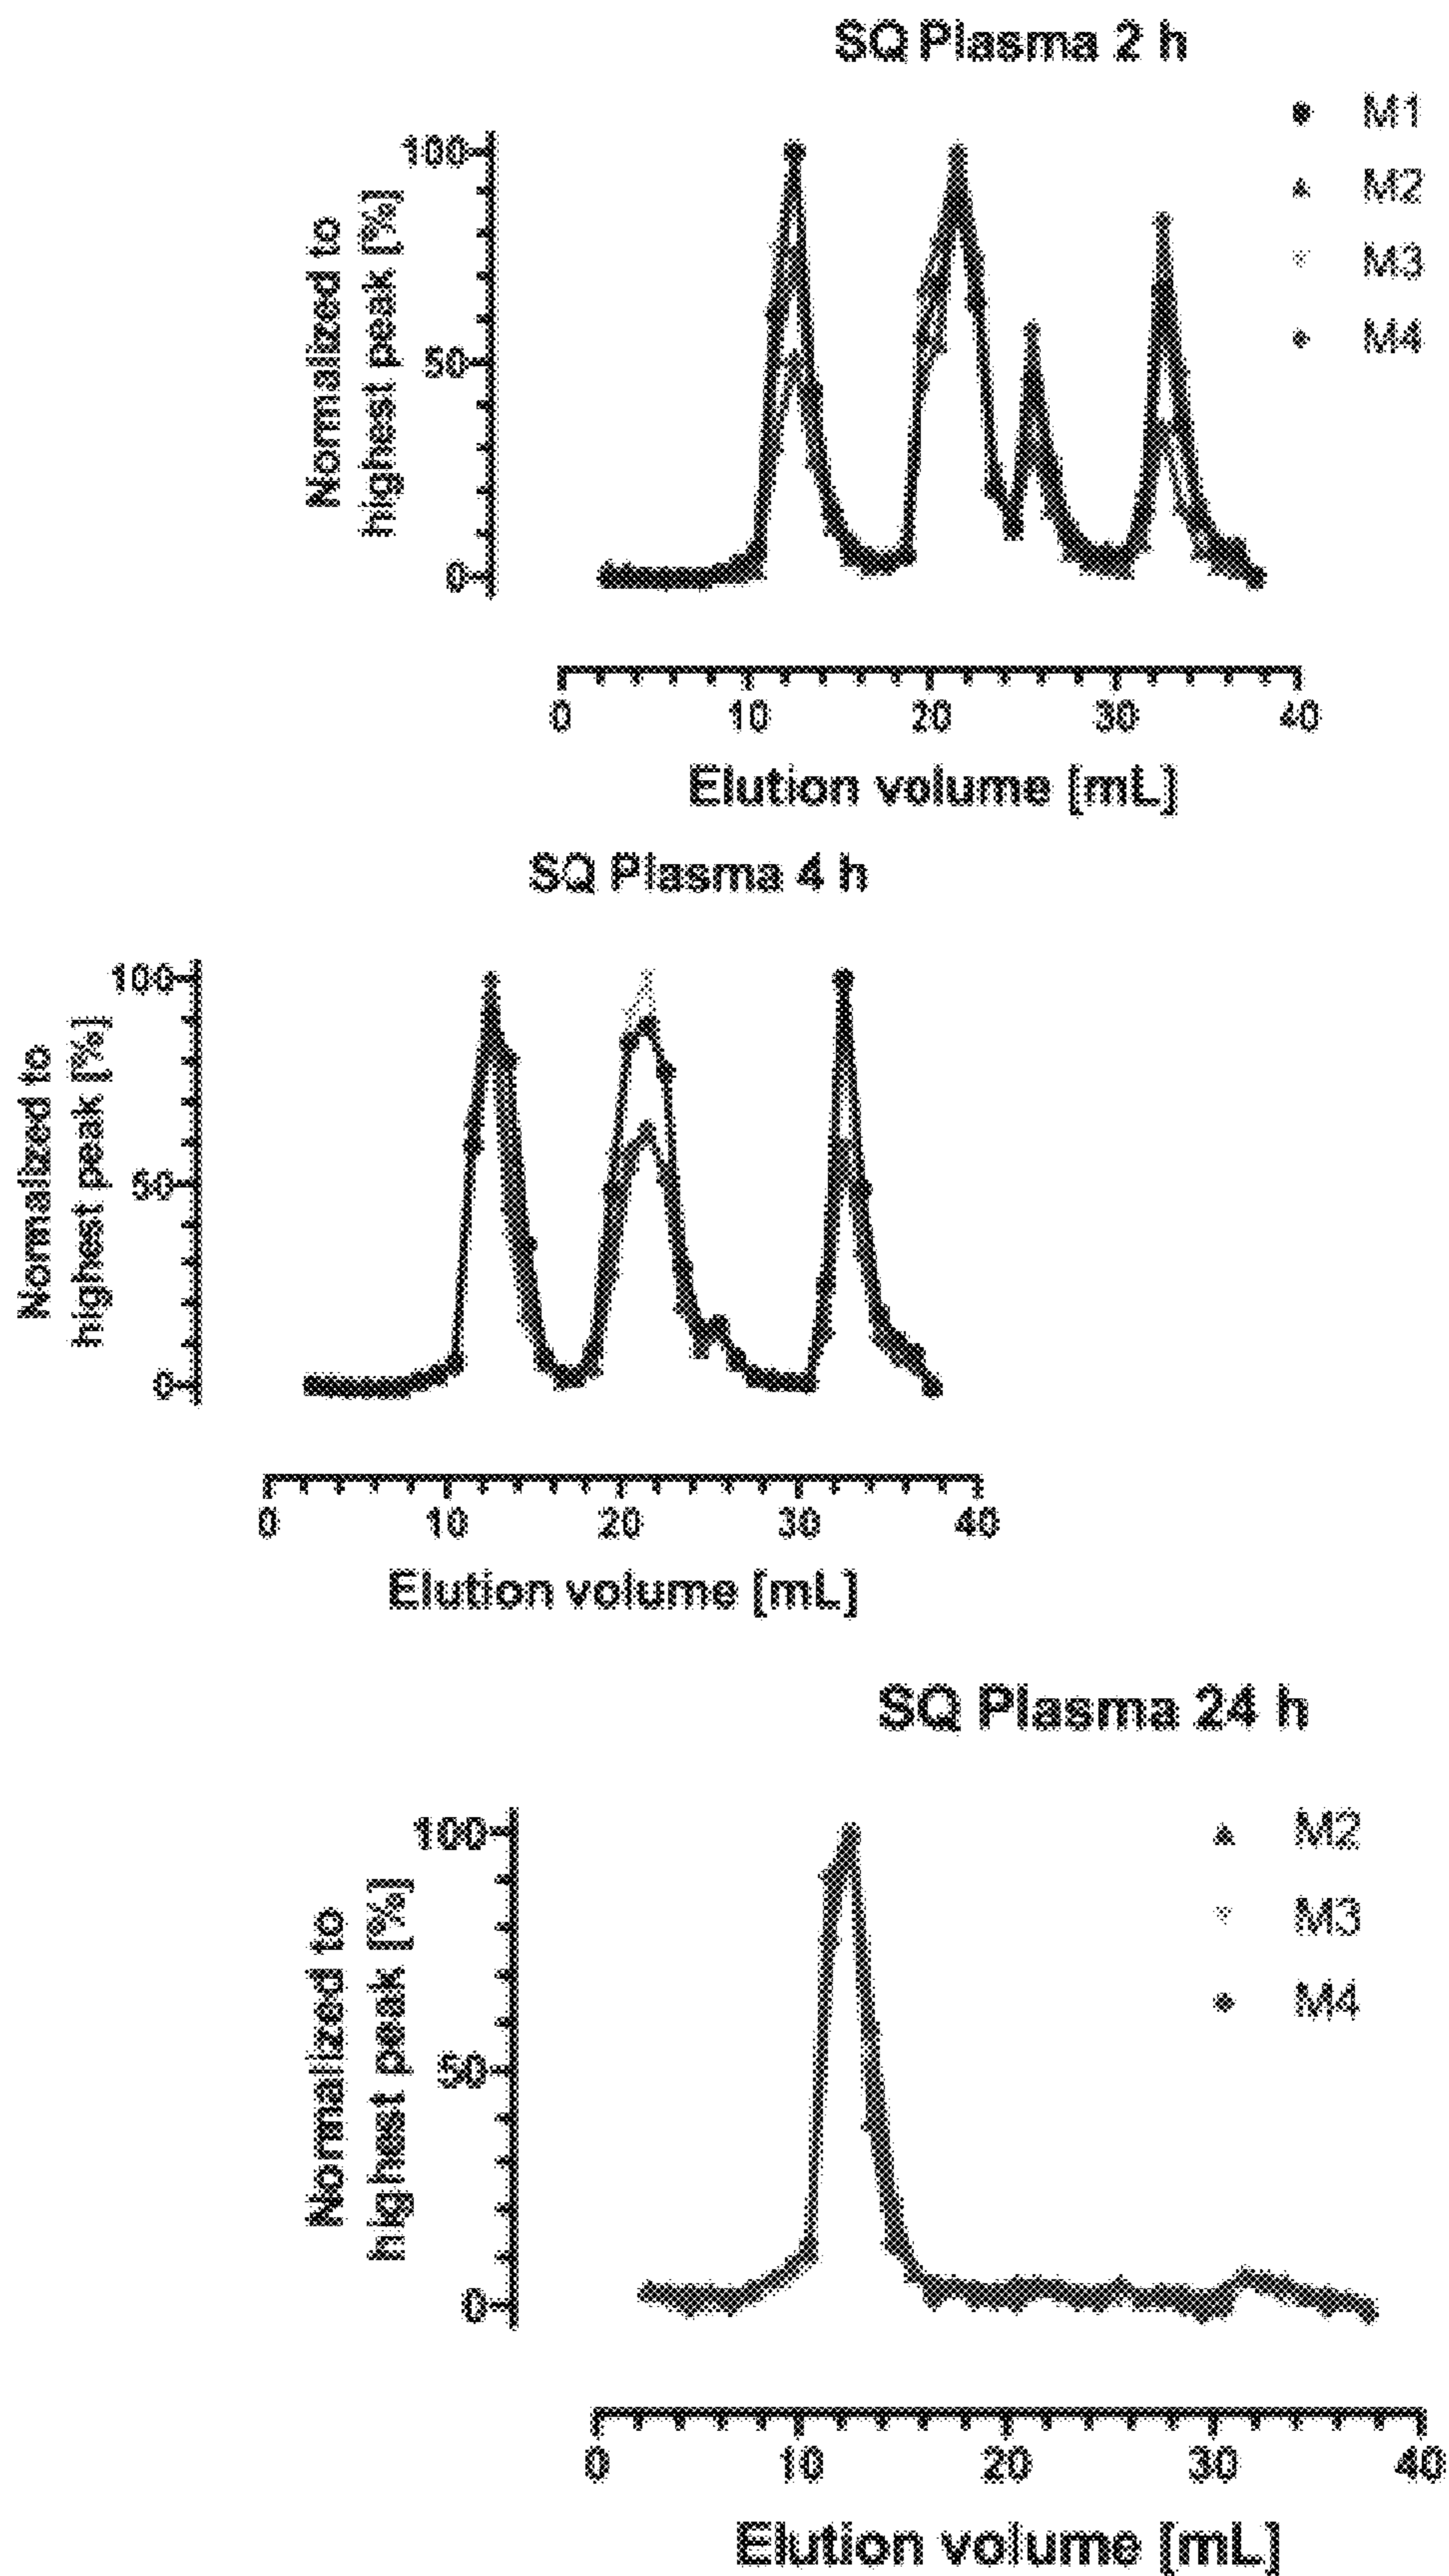 SQ Plasma 2 h
M1
M2
M3
M4
Normalized to
highest peak [%]
100
50
0
0 10 20 30 40
Elution volume [mL]
SQ Plasma 4 h
Normalized to
highest peak [%]
100
50
0
0 10 20 30 40
Elution volume [mL]
SQ Plasma 24 h
M2
M3
M4
Normalized to
highest peak [%]
100
50
0
0 10 20 30 40
Elution volume [mL]